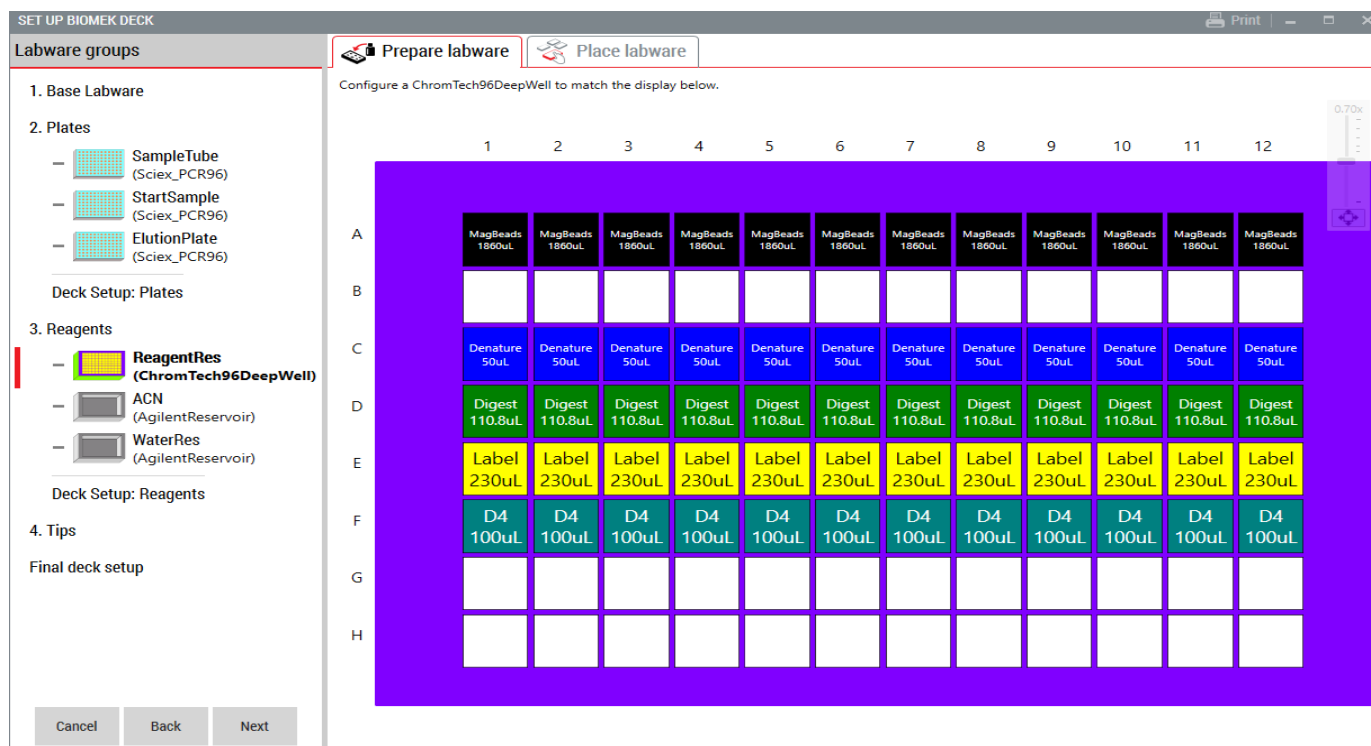 SET UP BIOMEK DECK
Print
Labware groups
Prepare labware
Place labware
1. Base Labware
2. Plates
SampleTube
(Sciex_PCR96)
StartSample
(Sciex_PCR96)
ElutionPlate
(Sciex_PCR96)
Deck Setup: Plates
3. Reagents
ReagentRes
(ChromTech96DeepWell)
ACN
(AgilentReservoir)
WaterRes
(AgilentReservoir)
Deck Setup: Reagents
4. Tips
Final deck setup
Cancel Back Next
Configure a ChromTech96DeepWell to match the display below.
0.70x
1 2 3 4 5 6 7 8 9 10 11 12
A
MagBeads MagBeads MagBeads MagBeads MagBeads MagBeads MagBeads MagBeads MagBeads MagBeads MagBeads MagBeads
1860uL 1860uL 1860uL 1860uL 1860uL 1860uL 1860uL 1860uL 1860uL 1860uL 1860uL 1860uL
B
C
Denature Denature Denature Denature Denature Denature Denature Denature Denature Denature Denature Denature
50uL 50uL 50uL 50uL 50uL 50uL 50uL 50uL 50uL 50uL 50uL 50uL
D
Digest Digest Digest Digest Digest Digest Digest Digest Digest Digest Digest Digest
110.8uL 110.8uL 110.8uL 110.8uL 110.8uL 110.8uL 110.8uL 110.8uL 110.8uL 110.8uL 110.8uL 110.8uL
E
Label Label Label Label Label Label Label Label Label Label Label Label
230uL 230uL 230uL 230uL 230uL 230uL 230uL 230uL 230uL 230uL 230uL 230uL
F
D4 D4 D4 D4 D4 D4 D4 D4 D4 D4 D4 D4
100uL 100uL 100uL 100uL 100uL 100uL 100uL 100uL 100uL 100uL 100uL 100uL
G
H